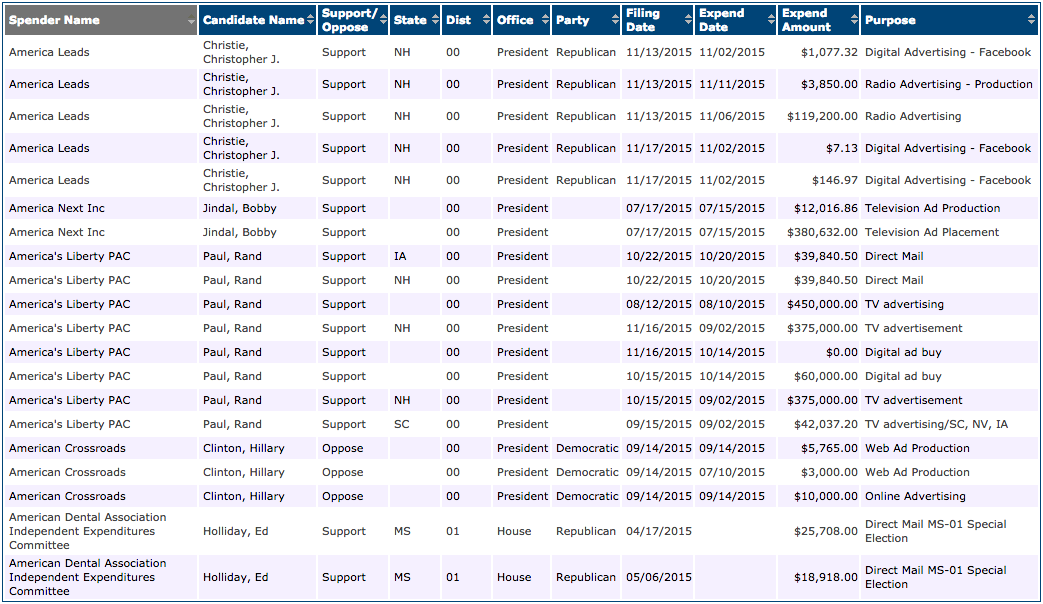 Spender Name Candidate Name Support/ Oppose State Dist Office Party Filing Date Expend Date Expend Amount Purpose
America Leads Christie, Christopher J. Support NH 00 President Republican 11/13/2015 11/02/2015 $1,077.32 Digital Advertising - Facebook
America Leads Christie, Christopher J. Support NH 00 President Republican 11/13/2015 11/11/2015 $3,850.00 Radio Advertising - Production
America Leads Christie, Christopher J. Support NH 00 President Republican 11/13/2015 11/06/2015 $119,200.00 Radio Advertising
America Leads Christie, Christopher J. Support NH 00 President Republican 11/17/2015 11/02/2015 $7.13 Digital Advertising - Facebook
America Leads Christie, Christopher J. Support NH 00 President Republican 11/17/2015 11/02/2015 $146.97 Digital Advertising - Facebook
America Next Inc Jindal, Bobby Support 00 President 07/17/2015 07/15/2015 $12,016.86 Television Ad Production
America Next Inc Jindal, Bobby Support 00 President 07/17/2015 07/15/2015 $380,632.00 Television Ad Placement
America's Liberty PAC Paul, Rand Support IA 00 President 10/22/2015 10/20/2015 $39,840.50 Direct Mail
America's Liberty PAC Paul, Rand Support NH 00 President 10/22/2015 10/20/2015 $39,840.50 Direct Mail
America's Liberty PAC Paul, Rand Support 00 President 08/12/2015 08/10/2015 $450,000.00 TV advertising
America's Liberty PAC Paul, Rand Support NH 00 President 11/16/2015 09/02/2015 $375,000.00 TV advertisement
America's Liberty PAC Paul, Rand Support 00 President 11/16/2015 10/14/2015 $0.00 Digital ad buy
America's Liberty PAC Paul, Rand Support 00 President 10/15/2015 10/14/2015 $60,000.00 Digital ad buy
America's Liberty PAC Paul, Rand Support NH 00 President 10/15/2015 09/02/2015 $375,000.00 TV advertisement
America's Liberty PAC Paul, Rand Support SC 00 President 09/15/2015 09/02/2015 $42,037.20 TV advertising/SC, NV, IA
American Crossroads Clinton, Hillary Oppose 00 President Democratic 09/14/2015 09/14/2015 $5,765.00 Web Ad Production
American Crossroads Clinton, Hillary Oppose 00 President Democratic 09/14/2015 07/10/2015 $3,000.00 Web Ad Production
American Crossroads Clinton, Hillary Oppose 00 President Democratic 09/14/2015 09/14/2015 $10,000.00 Online Advertising
American Dental Association Independent Expenditures Committee Holliday, Ed Support MS 01 House Republican 04/17/2015 $25,708.00 Direct Mail MS-01 Special Election
American Dental Association Independent Expenditures Committee Holliday, Ed Support MS 01 House Republican 05/06/2015 $18,918.00 Direct Mail MS-01 Special Election